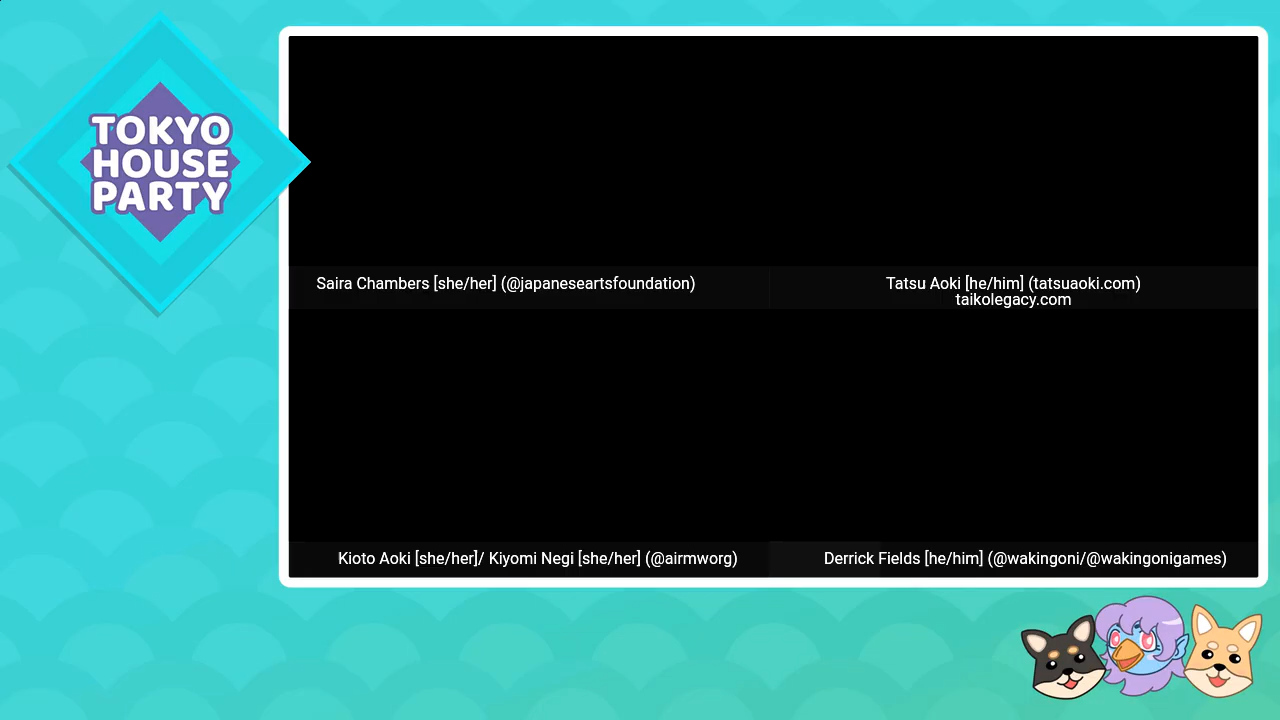 TOKYO
HOUSE
PARTY
Saira Chambers [she/her] (@japaneseartsfoundation)
Tatsu Aoki [he/him] (tatsuaoki.com)
taikolegacy.com
Kioto Aoki [she/her]/ Kiyomi Negi [she/her] (@airmworg)
Derrick Fields [he/him] (@wakingoni/@wakingonigames)